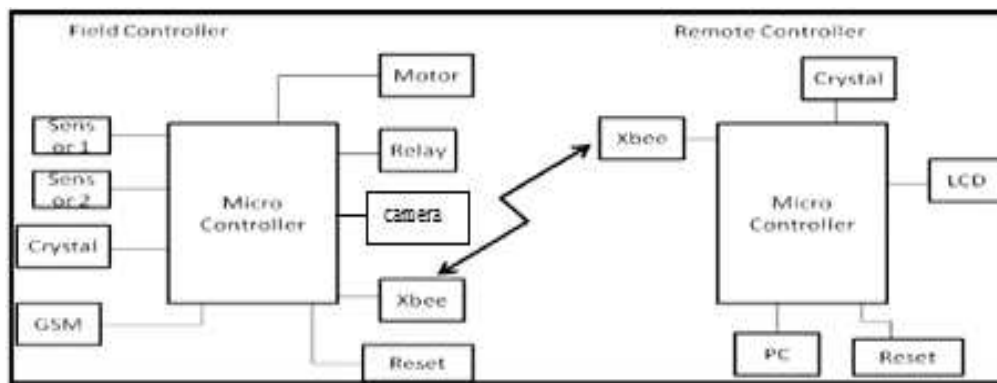 Field Controller
Remote Controller
Motor
Crystal
Sens
or 1
Relay
Xbee
Sens
or 2
Micro
Controller
camera
LCD
Micro
Controller
Crystal
Xbee
GSM
Reset
PC
Reset